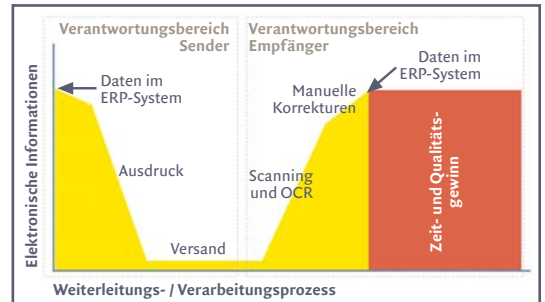 Verantwortungsbereich
Sender
Verantwortungsbereich
Empfänger
Daten im
ERP-System
Daten im
ERP-System
Manuelle
Korrekturen
Ausdruck
Scanning
und OCR
Versand
Zeit- und Qualitäts-
gewinn
Elektronische Informationen
Weiterleitungs- / Verarbeitungsprozess